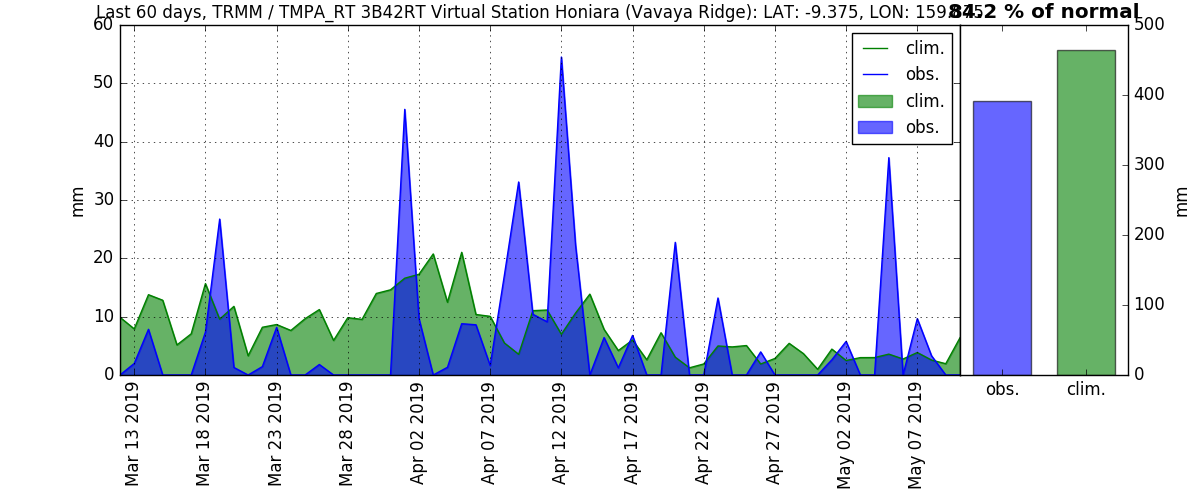 Last 60 days, TRMM / TMPA_RT 3B42RT Virtual Station Honiara (Vavaya Ridge): LAT: -9.375, LON:
84.2 % of normal
60
50
40
30
20
10
0
mm
clim.
obs.
clim.
obs.
Mar 13 2019
Mar 18 2019
Mar 23 2019
Mar 28 2019
Apr 02 2019
Apr 07 2019
Apr 12 2019
Apr 17 2019
Apr 22 2019
Apr 27 2019
May 02 2019
May 07 2019
500
400
300
200
100
0
mm
obs.
clim.